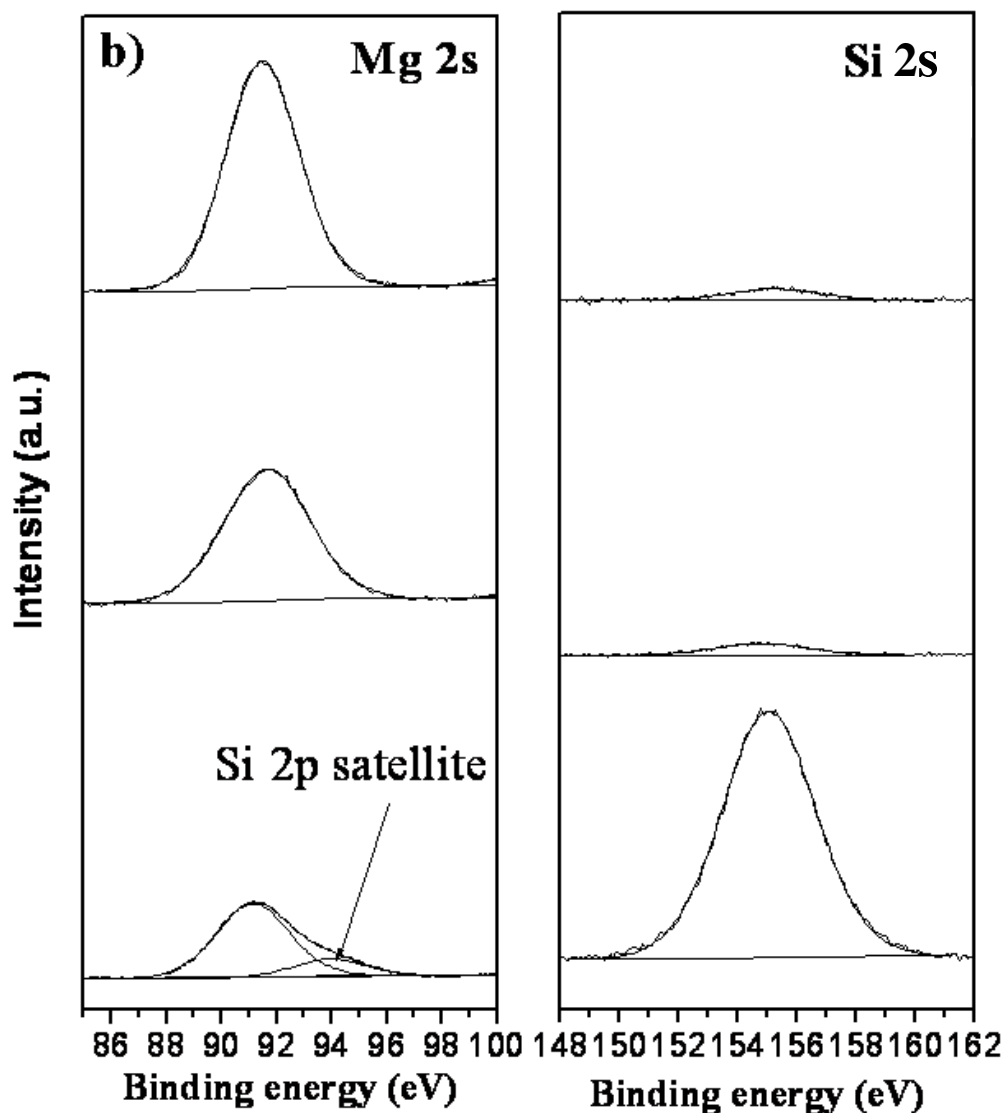 b)
Mg 2s
Si 2s
Intensity (a.u.)
Si 2p satellite
86 88 90 92 94 96 98 100
148 150 152 154 156 158 160 162
Binding energy (eV)
Binding energy (eV)